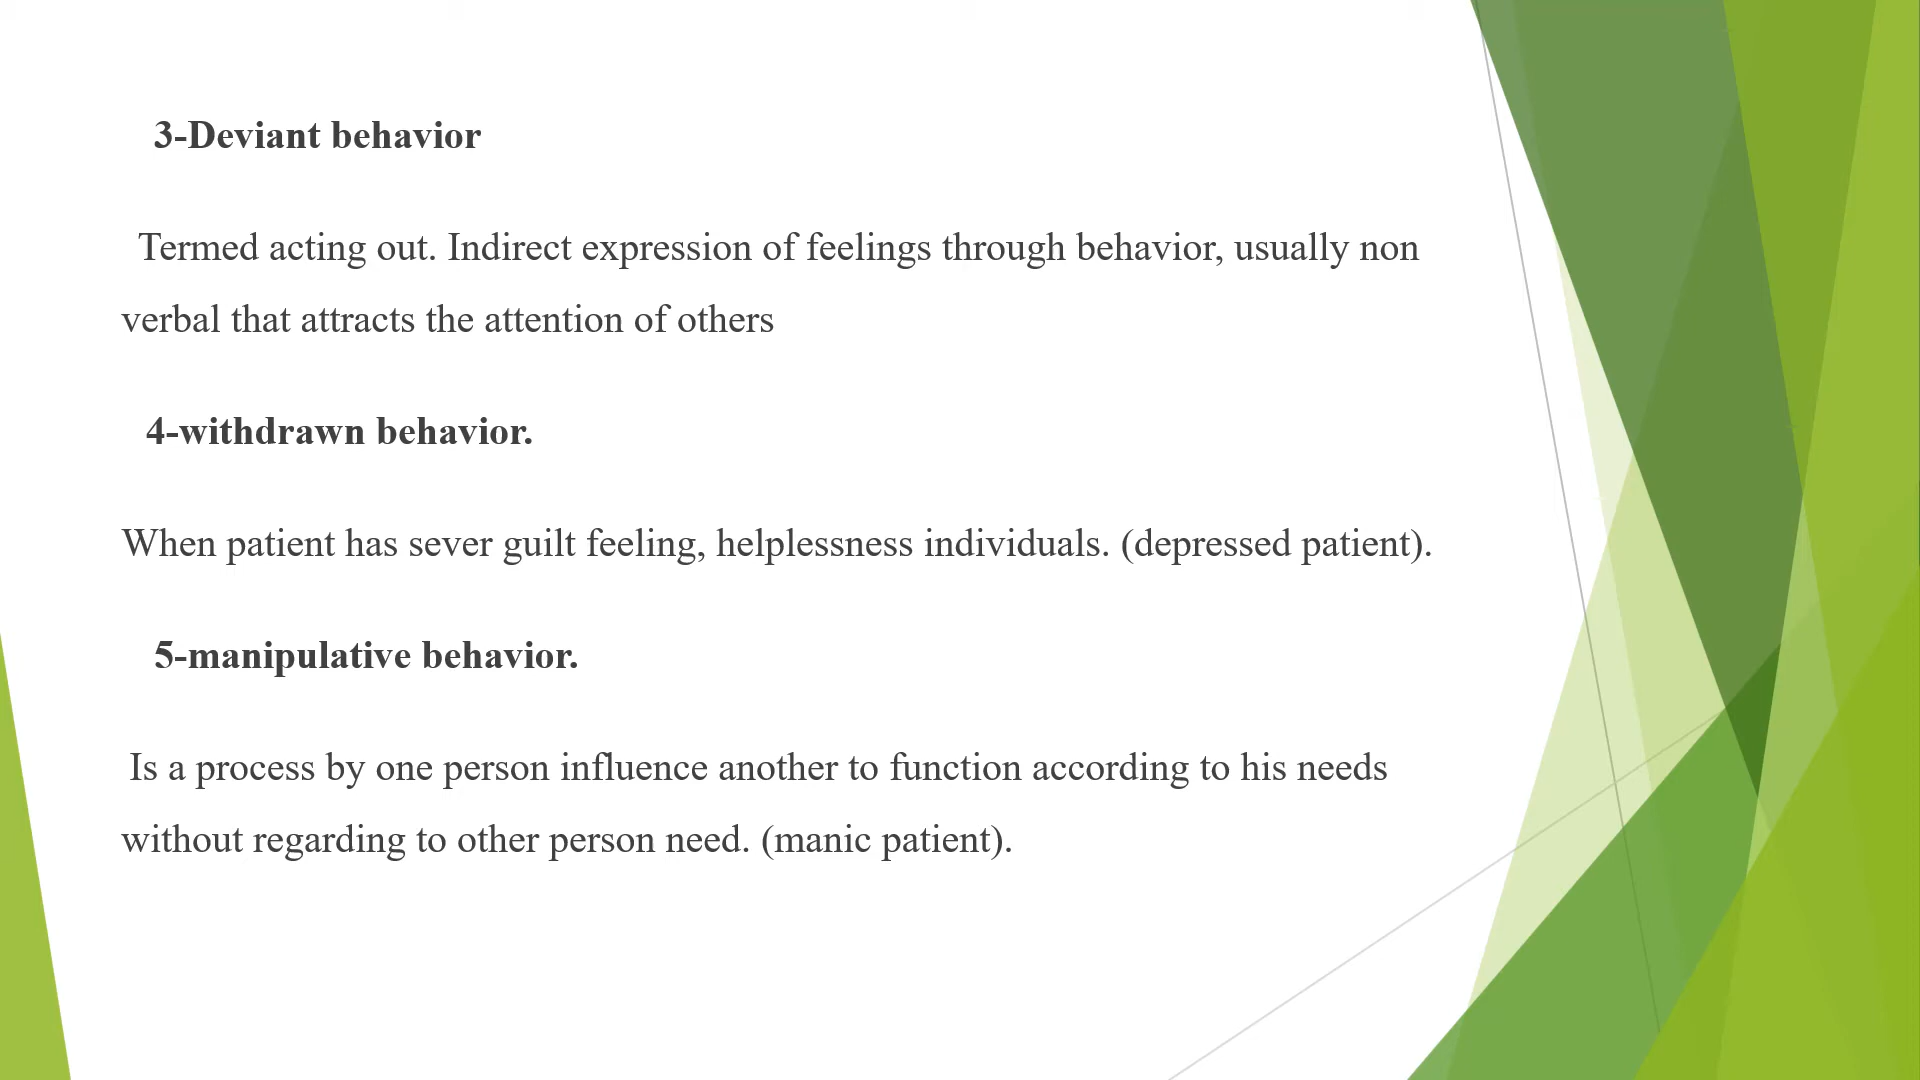 3-Deviant behavior
Termed acting out. Indirect expression of feelings through behavior, usually non
verbal that attracts the attention of others
4-withdrawn behavior.
When patient has sever guilt feeling, helplessness individuals. (depressed patient).
5-manipulative behavior.
Is a process by one person influence another to function according to his needs
without regarding to other person need. (manic patient).